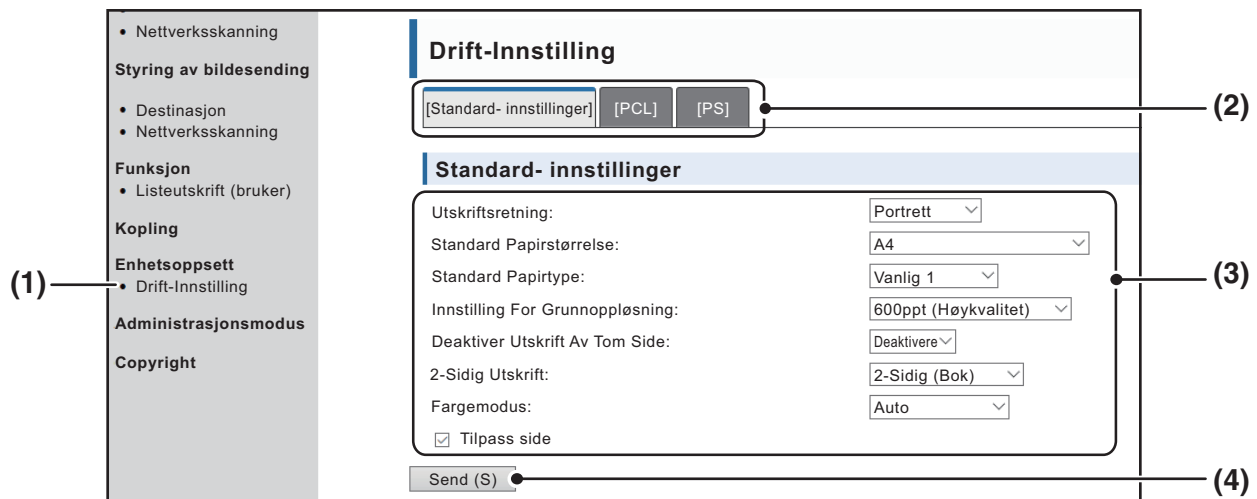 • Nettverksskanning
Styring av bildesending
• Destinasjon
• Nettverksskanning
Funksjon
• Listeutskrift (bruker)
Kopling
Enhetsoppsett
(1)
• Drift-Innstilling
Administrasjonsmodus
Copyright
Drift-Innstilling
[Standard- innstillinger] [PCL] [PS]
(2)
Standard- innstillinger
Utskriftsretning: Portrett
Standard Papirstørrelse: A4
Standard Papirtype: Vanlig 1
(3)
Innstilling For Grunnoppløsning: 600ppt (Høykvalitet)
Deaktiver Utskrift Av Tom Side: Deaktivere
2-Sidig Utskrift: 2-Sidig (Bok)
Fargemodus: Auto
Tilpass side
Send (S)
(4)